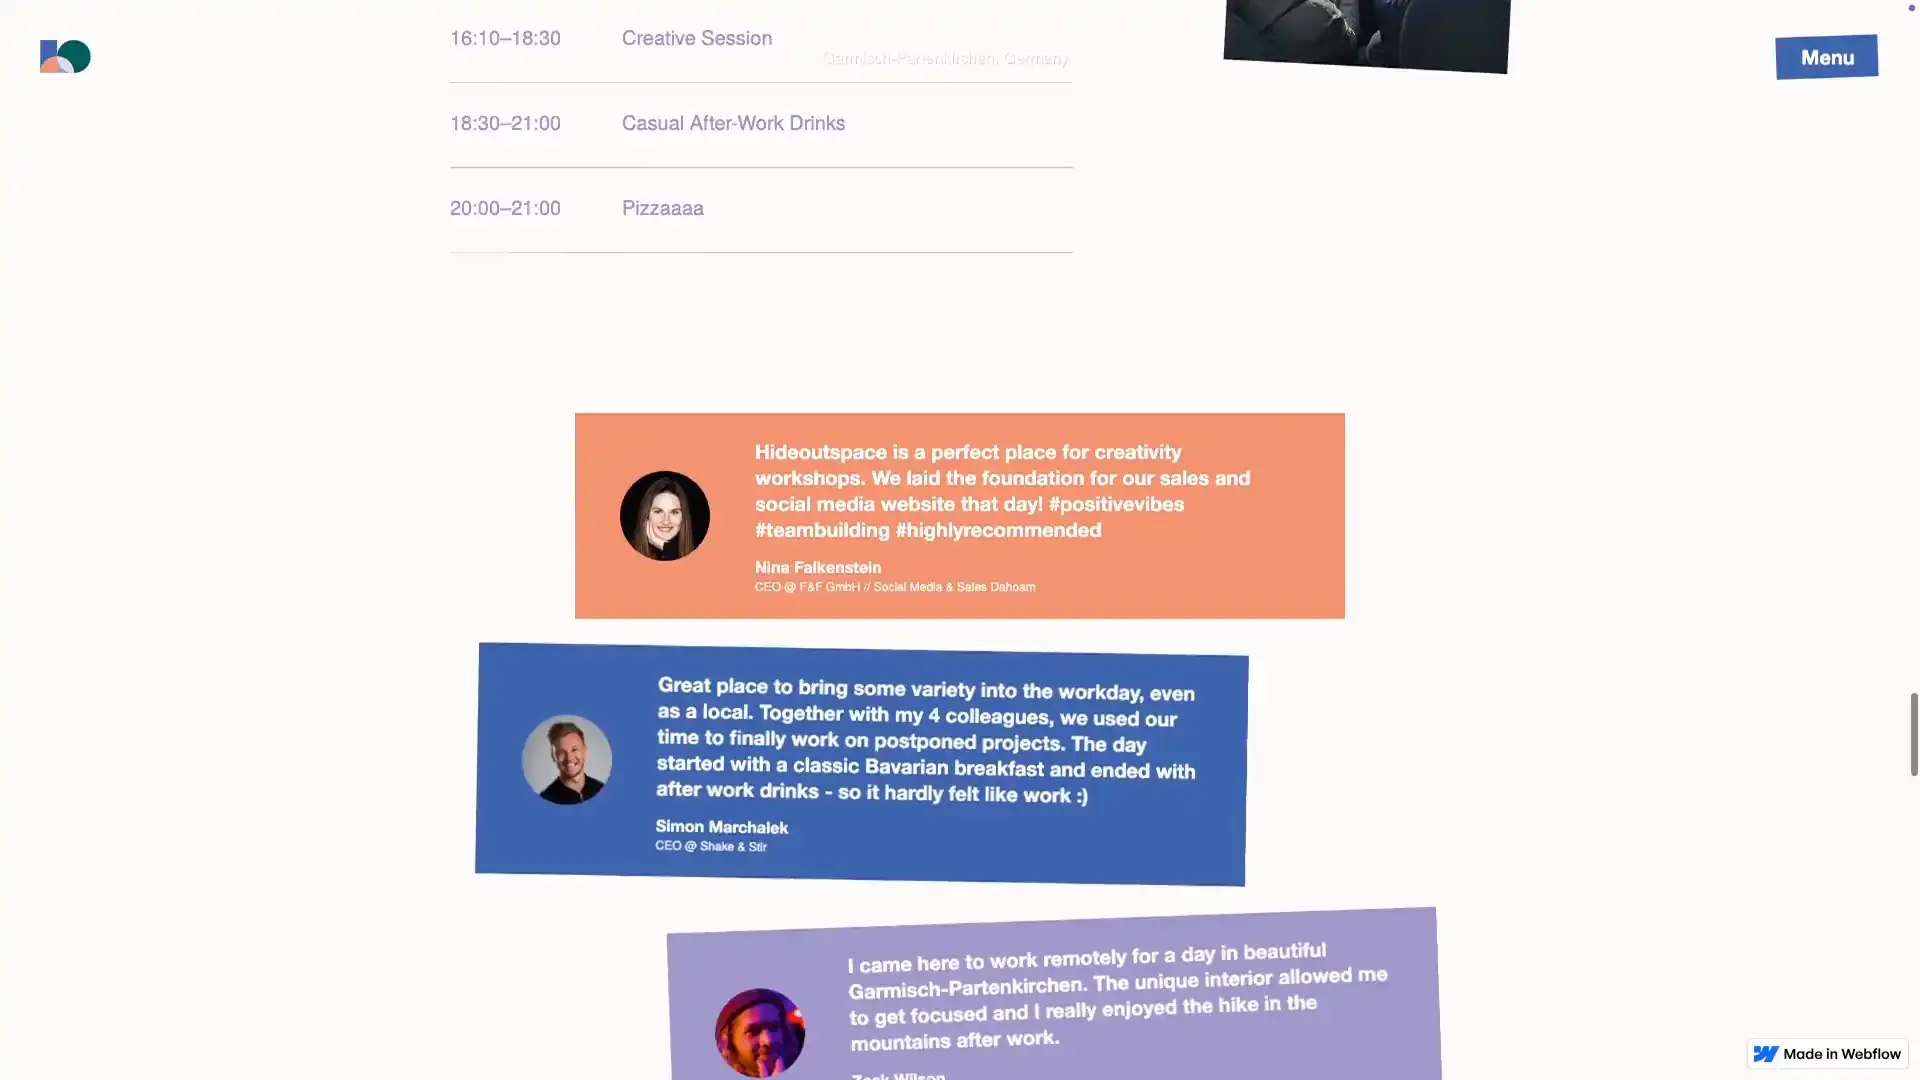 16:10–18:30 Creative Session
Garmisch-Partenkirchen, Germany
Menu
18:30–21:00 Casual After-Work Drinks
20:00–21:00 Pizzaaaa
Hideoutspace is a perfect place for creativity
workshops. We laid the foundation for our sales and
social media website that day! #positivevibes
#teambuilding #highlyrecommended
Nina Falkenstein
CEO @ F&F GmbH // Social Media & Sales Dahoam
Great place to bring some variety into the workday, even
as a local. Together with my 4 colleagues, we used our
time to finally work on postponed projects. The day
started with a classic Bavarian breakfast and ended with
after work drinks - so it hardly felt like work :)
Simon Marchalek
CEO @ Shake & Stir
I came here to work remotely for a day in beautiful
Garmisch-Partenkirchen. The unique interior allowed me
to get focused and I really enjoyed the hike in the
mountains after work.
Zack Wilson
Made in Webflow